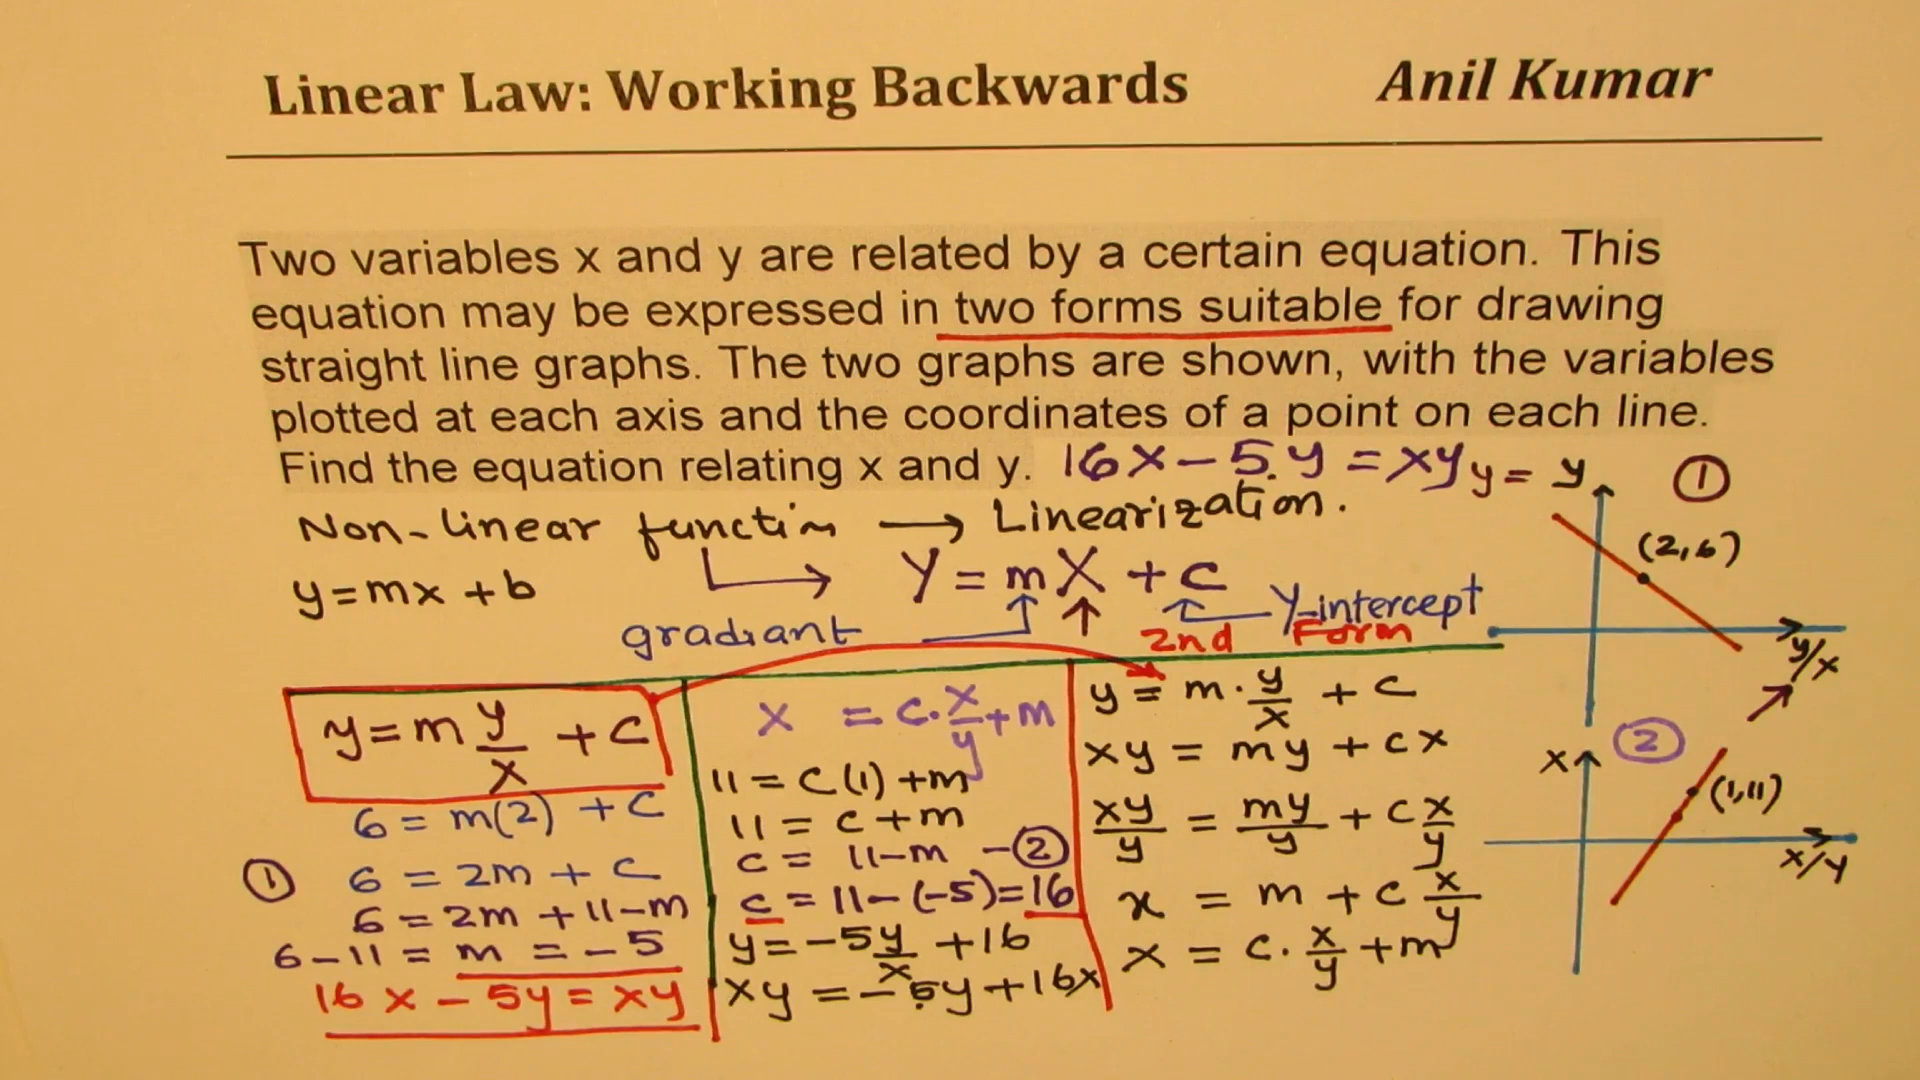 Linear Law: Working Backwards Anil Kumar
Two variables x and y are related by a certain equation. This
equation may be expressed in two forms suitable for drawing
straight line graphs. The two graphs are shown, with the variables
plotted at each axis and the coordinates of a point on each line.
Find the equation relating x and y. 16x - 5y = xy
Non-linear function → Linearization.
y = mx + b
Y = mX + c
gradiant
Y-intercept
2nd Form
y = m y/x + c
6 = m(2) + c
① 6 = 2m + c
6 = 2m + 11-m
6-11 = m = -5
16x - 5y = xy
x = c. x/y + m
11 = c(1) + m
11 = c + m
c = 11-m - ②
c = 11-(-5) = 16
y = -5y/x + 16
xy = -5y + 16x
y = m. y/x + c
xy = my + cx
xy/y = my/y + c x/y
x = m + c x/y
x = c. x/y + m
y = y ①
(2,6)
y/x
② x
(1,11)
x/y